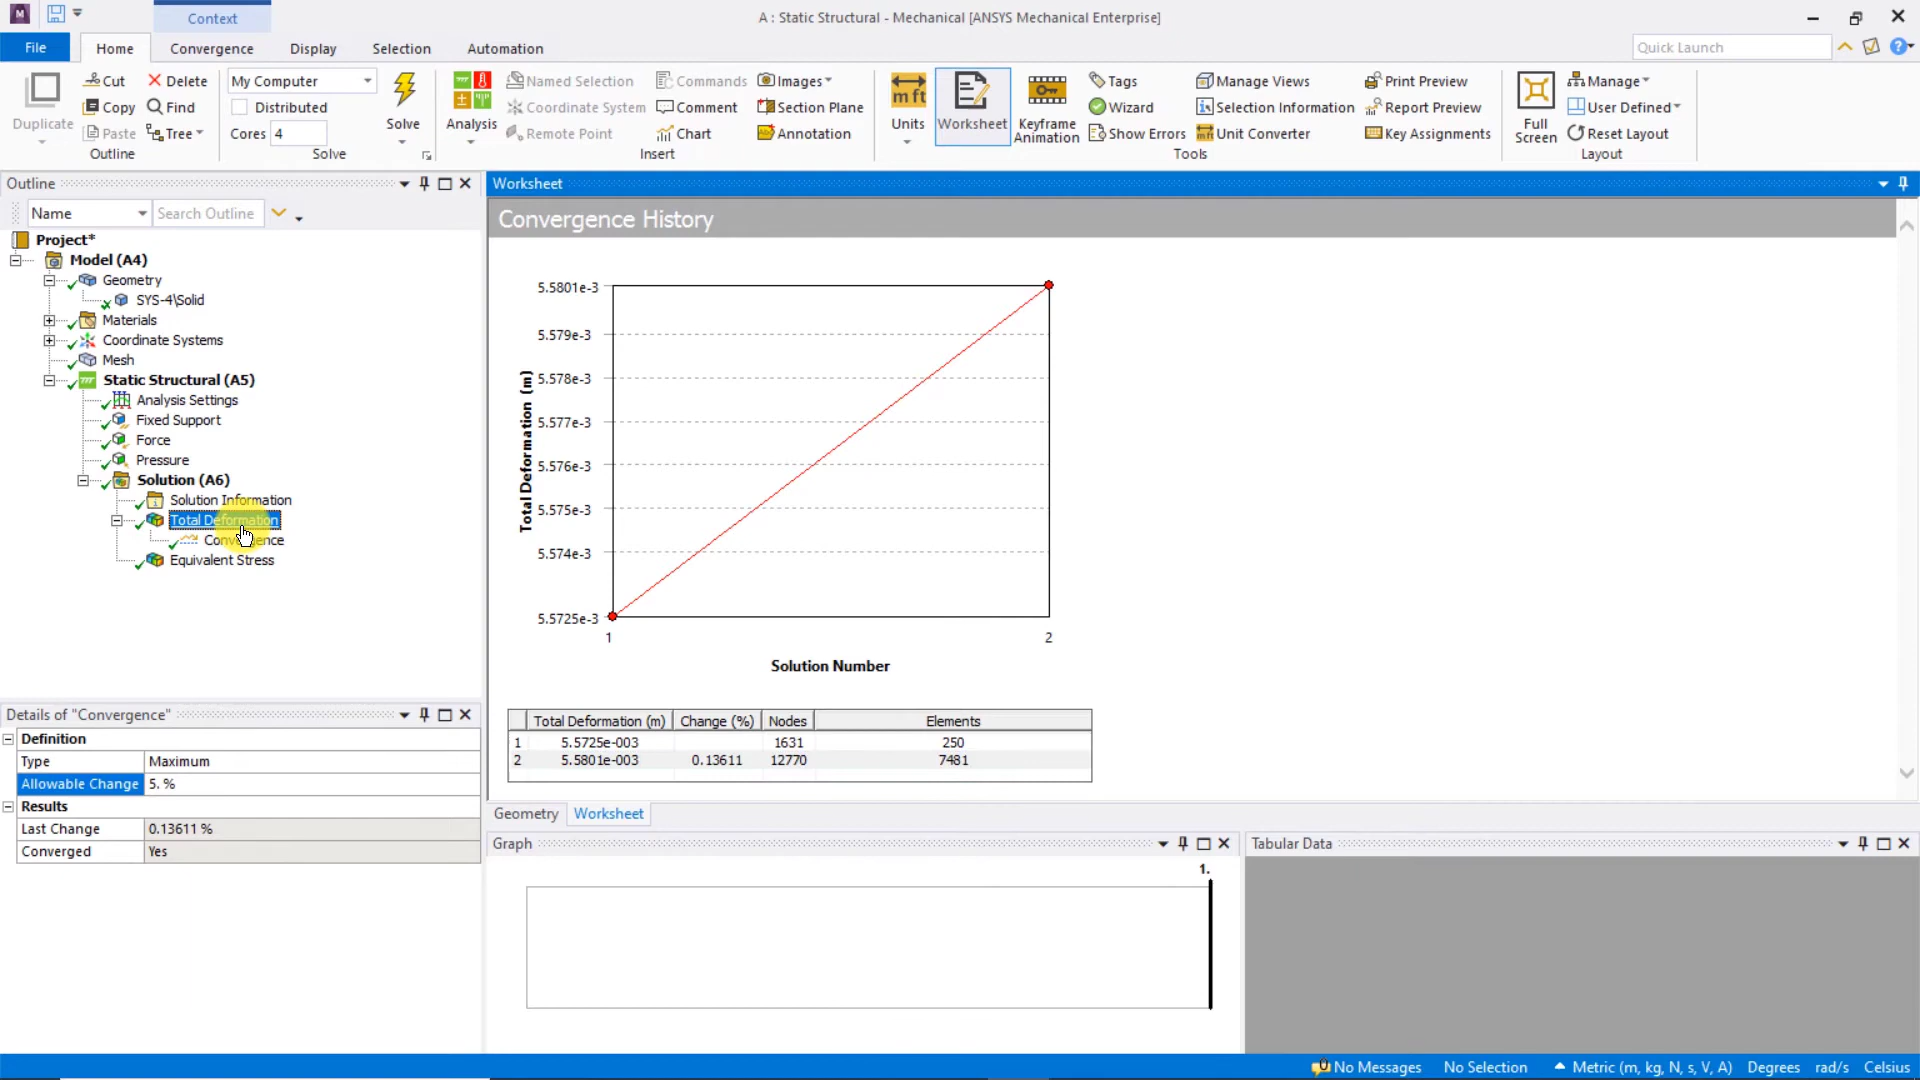 Context
A : Static Structural - Mechanical [ANSYS Mechanical Enterprise]
File Home Convergence Display Selection Automation Quick Launch
Duplicate
Cut
Copy
Paste
Delete
Find
Tree
Outline
My Computer
Distributed
Cores 4
Solve
Solve
Analysis
Named Selection
Coordinate System
Remote Point
Commands
Comment
Chart
Images
Section Plane
Annotation
Insert
Units
Worksheet
Keyframe
Animation
Tags
Wizard
Show Errors
Manage Views
Selection Information
Unit Converter
Print Preview
Report Preview
Key Assignments
Tools
Full
Screen
Manage
User Defined
Reset Layout
Layout
Outline
Name Search Outline
Project*
Model (A4)
Geometry
SYS-4\Solid
Materials
Coordinate Systems
Mesh
Static Structural (A5)
Analysis Settings
Fixed Support
Force
Pressure
Solution (A6)
Solution Information
Total Deformation
Convergence
Equivalent Stress
Details of "Convergence"
Definition
Type Maximum
Allowable Change 5. %
Results
Last Change 0.13611 %
Converged Yes
Worksheet
Convergence History
5.5801e-3
5.579e-3
5.578e-3
5.577e-3
5.576e-3
5.575e-3
5.574e-3
5.5725e-3
Total Deformation (m)
1 2
Solution Number
Total Deformation (m) Change (%) Nodes Elements
1 5.5725e-003 1631 250
2 5.5801e-003 0.13611 12770 7481
Geometry Worksheet
Graph
1.
Tabular Data
No Messages No Selection Metric (m, kg, N, s, V, A) Degrees rad/s Celsius